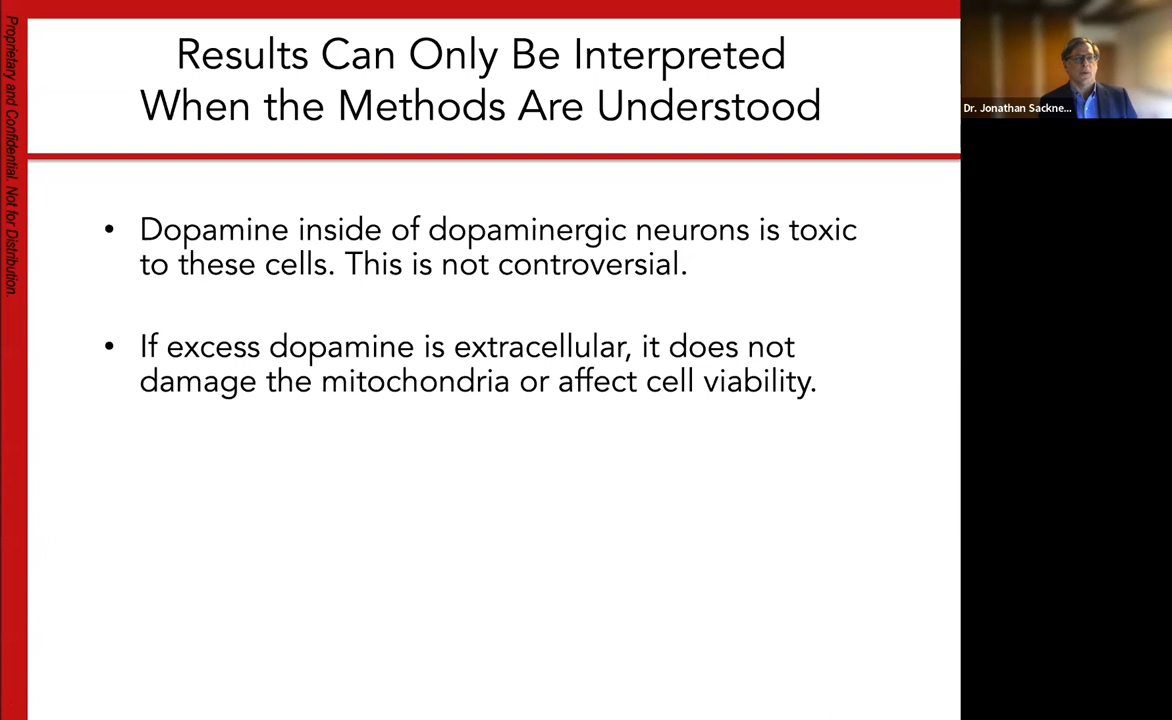 Results Can Only Be Interpreted
When the Methods Are Understood
• Dopamine inside of dopaminergic neurons is toxic
to these cells. This is not controversial.
• If excess dopamine is extracellular, it does not
damage the mitochondria or affect cell viability.
Proprietary and Confidential. Not for Distribution.
Dr. Jonathan Sackne...